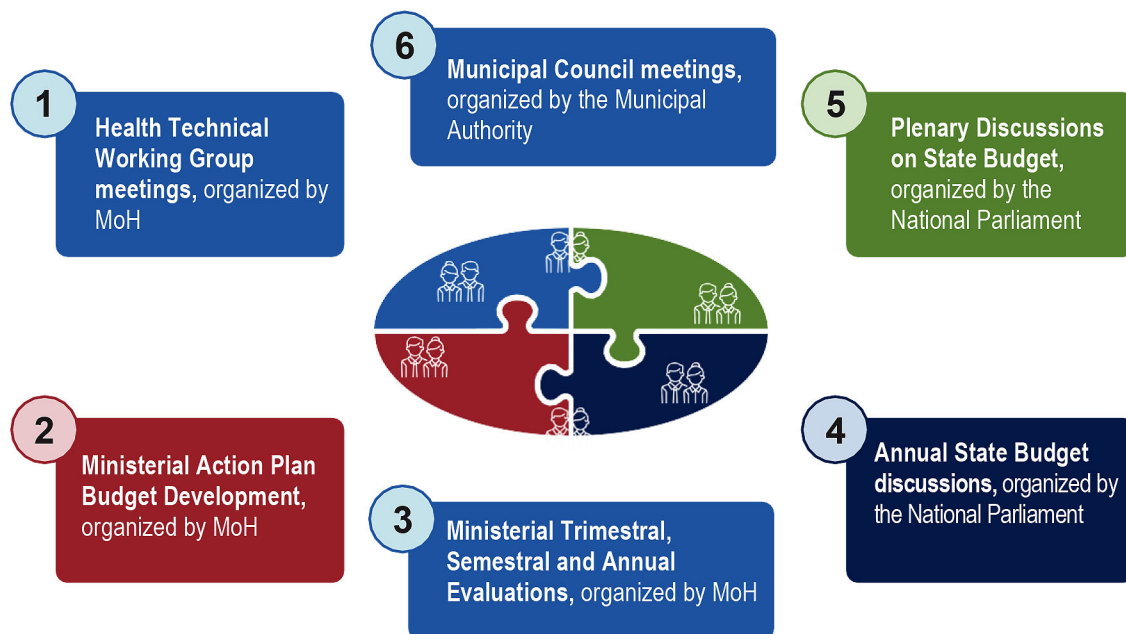 1
Health Technical
Working Group
meetings, organized by
MoH
2
Ministerial Action Plan
Budget Development,
organized by MoH
3
Ministerial Trimestral,
Semestral and Annual
Evaluations, organized by MoH
4
Annual State Budget
discussions, organized by
the National Parliament
5
Plenary Discussions
on State Budget,
organized by the
National Parliament
6
Municipal Council meetings,
organized by the Municipal
Authority